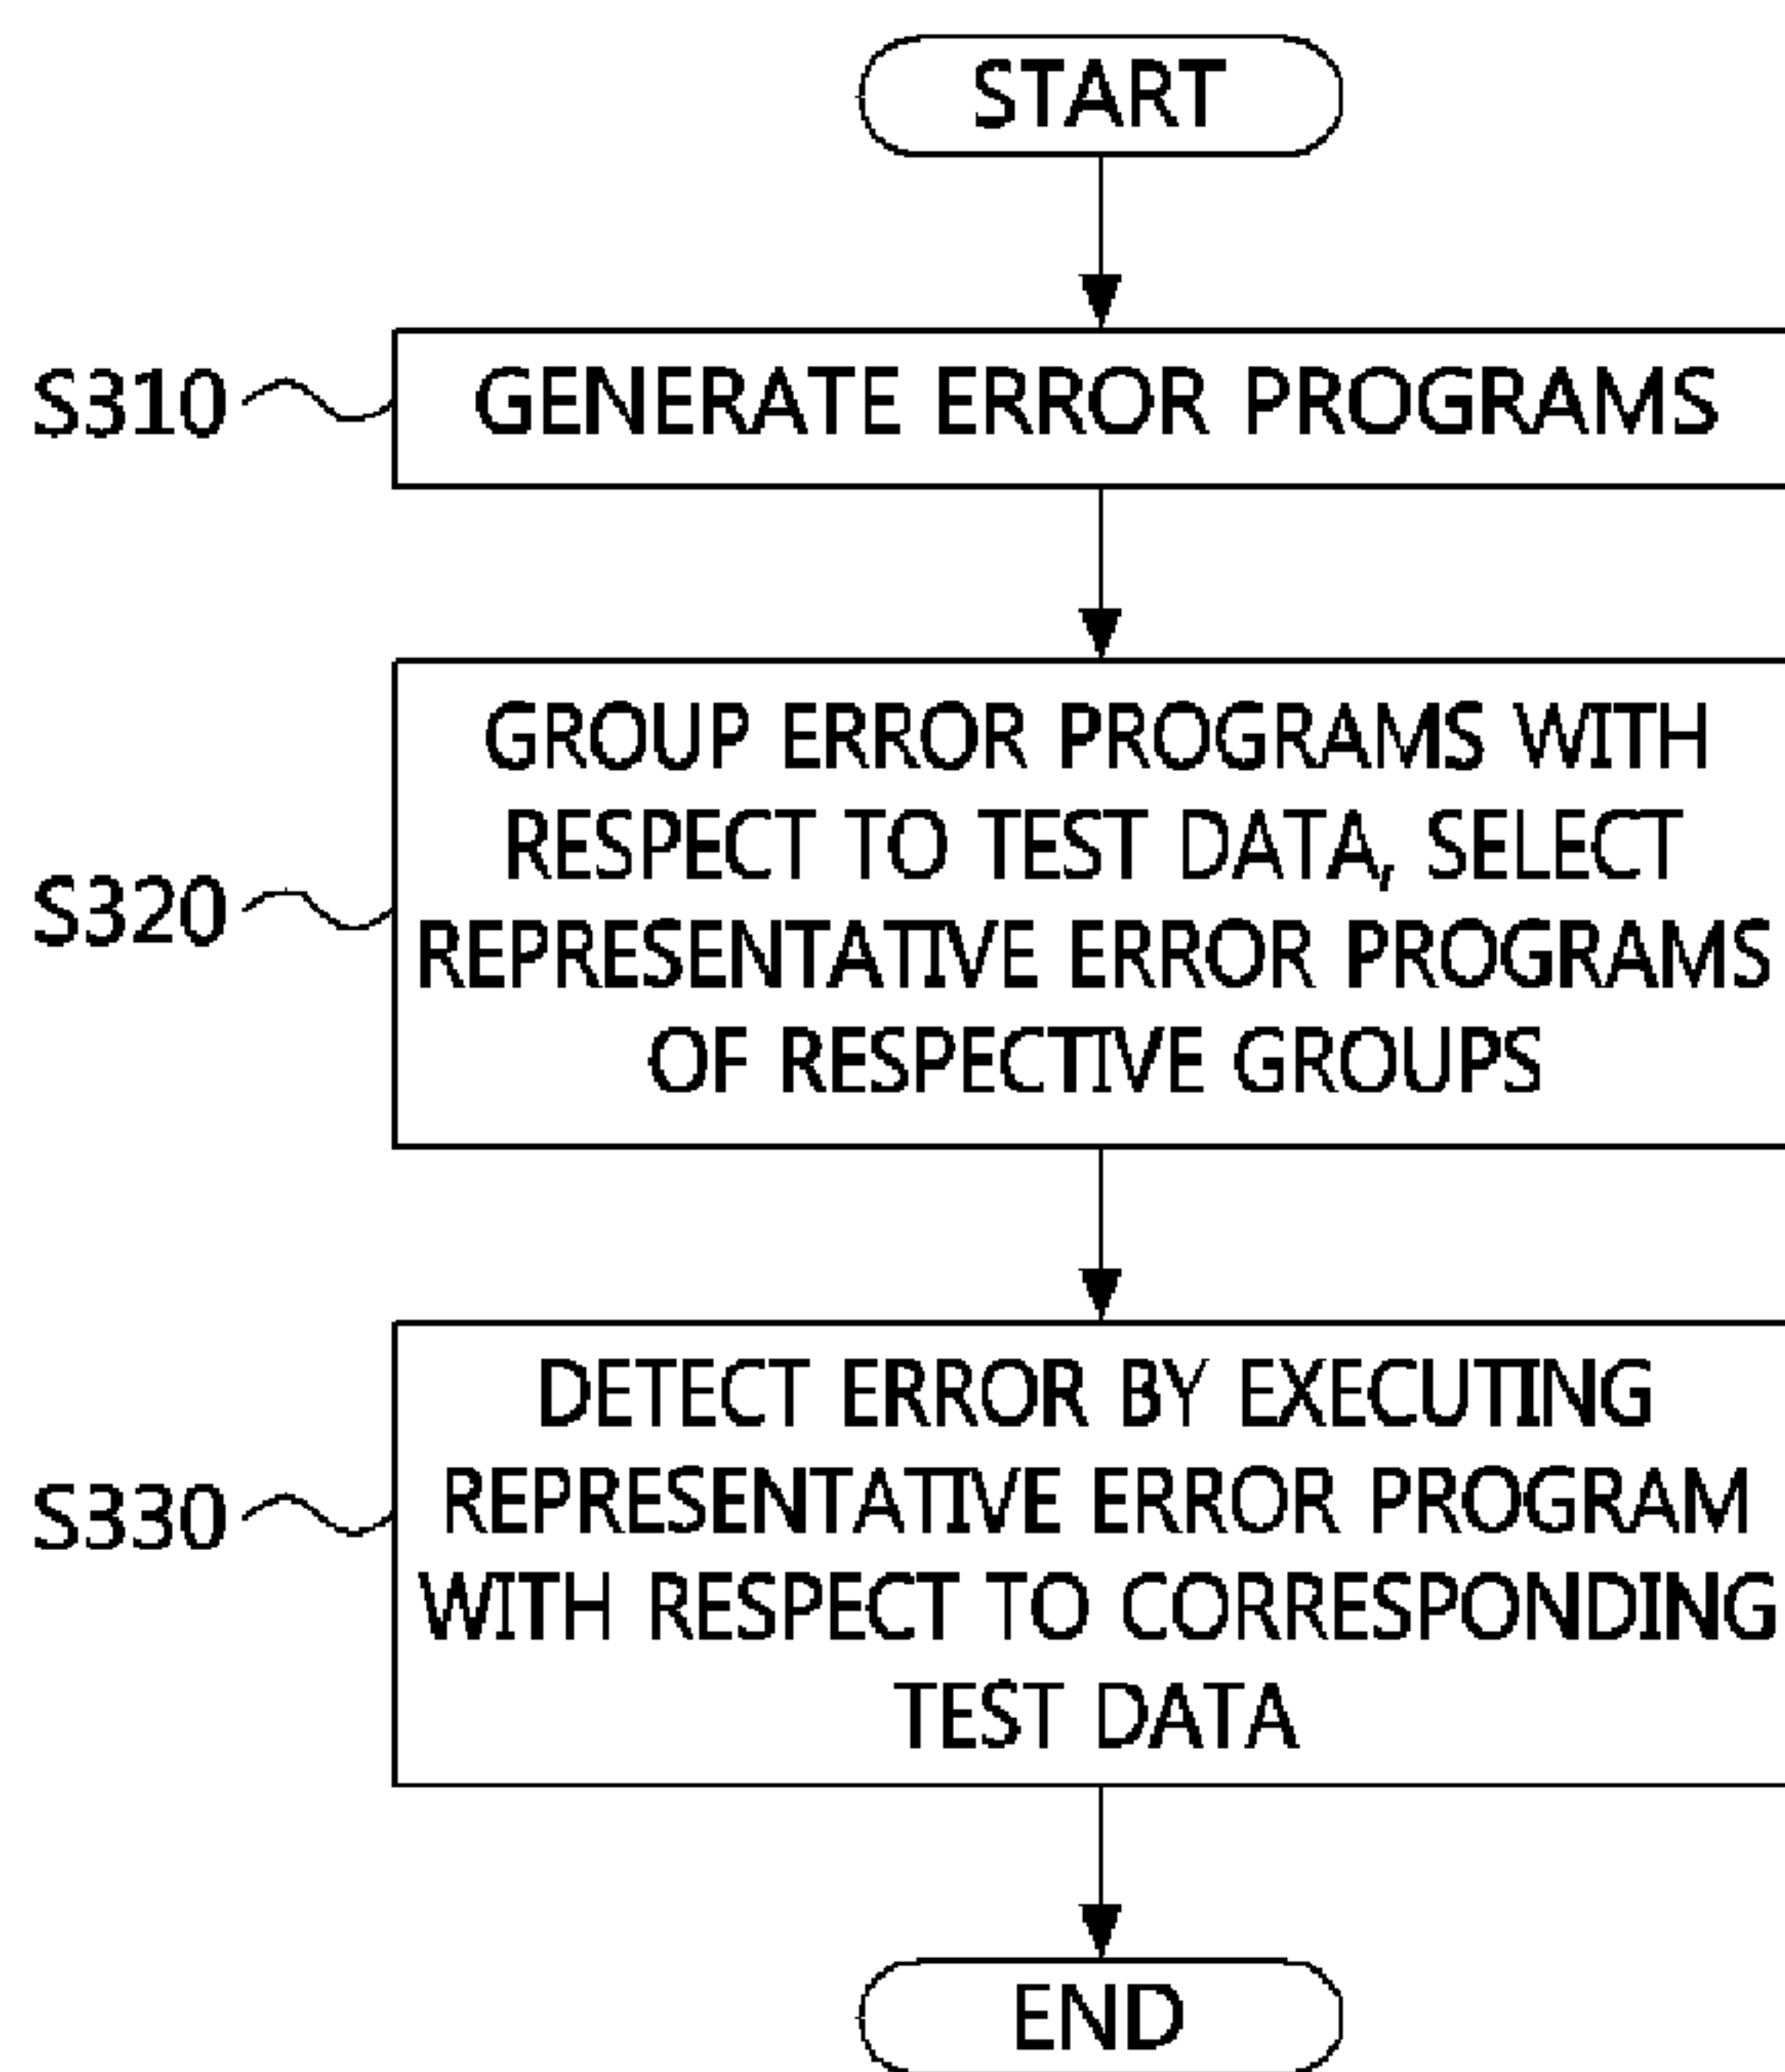 START
S310
GENERATE ERROR PROGRAMS
S320
GROUP ERROR PROGRAMS WITH
RESPECT TO TEST DATA, SELECT
REPRESENTATIVE ERROR PROGRAMS
OF RESPECTIVE GROUPS
S330
DETECT ERROR BY EXECUTING
REPRESENTATIVE ERROR PROGRAM
WITH RESPECT TO CORRESPONDING
TEST DATA
END